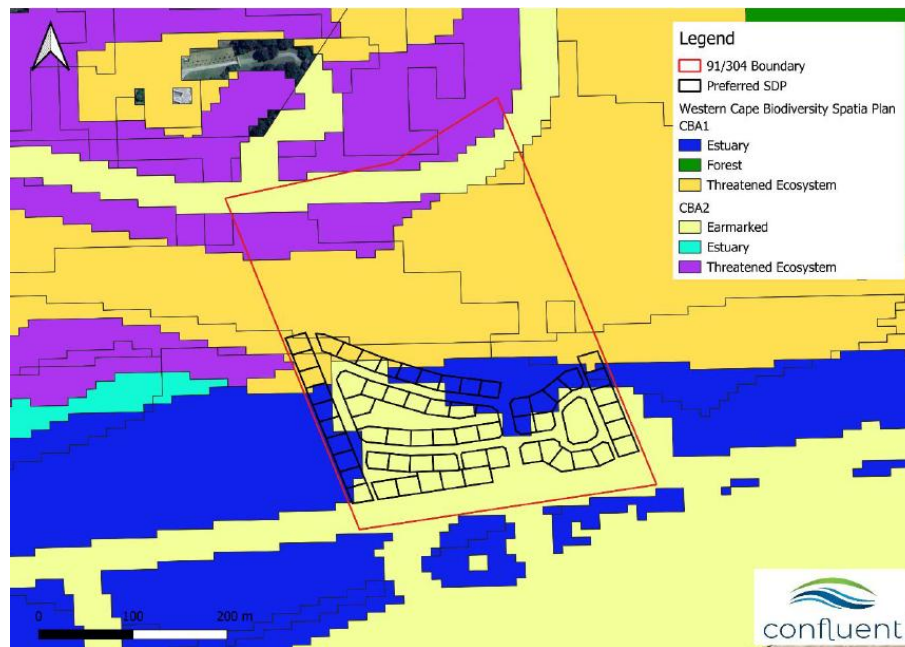 Legend
91/304 Boundary
Preferred SDP
Western Cape Biodiversity Spatia Plan
CBA1
Estuary
Forest
Threatened Ecosystem
CBA2
Earmarked
Estuary
Threatened Ecosystem
0 100 200 m
confluent